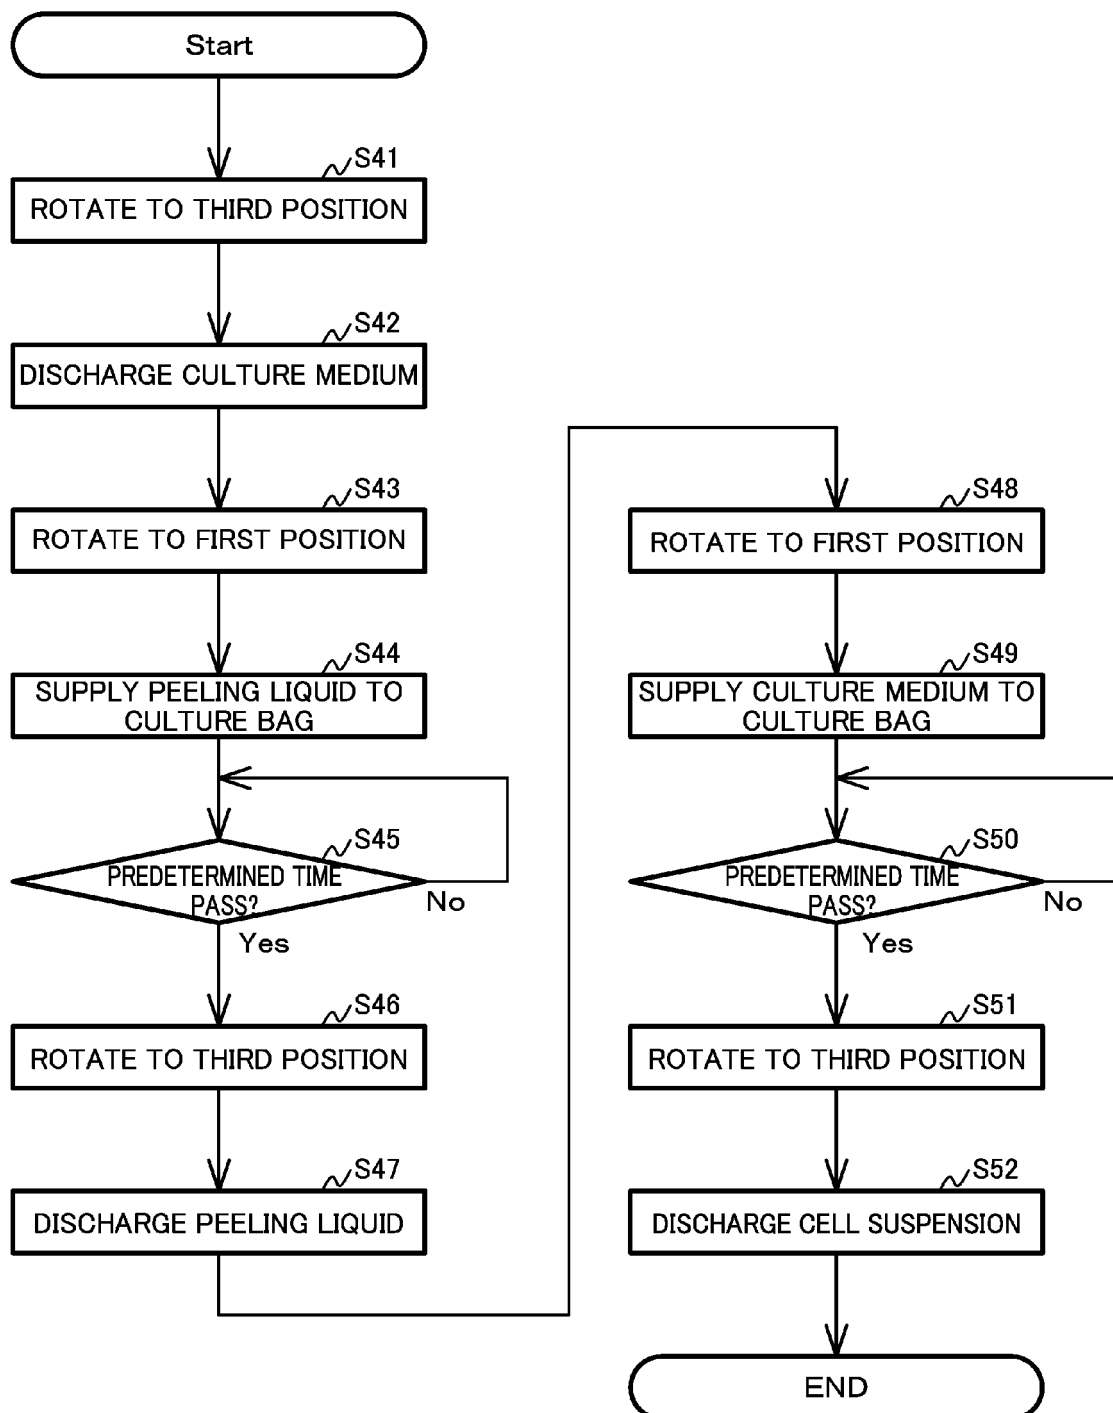 Start
S41
ROTATE TO THIRD POSITION
S42
DISCHARGE CULTURE MEDIUM
S43
ROTATE TO FIRST POSITION
S44
SUPPLY PEELING LIQUID TO
CULTURE BAG
S45
PREDETERMINED TIME
PASS?
No
Yes
S46
ROTATE TO THIRD POSITION
S47
DISCHARGE PEELING LIQUID
S48
ROTATE TO FIRST POSITION
S49
SUPPLY CULTURE MEDIUM TO
CULTURE BAG
S50
PREDETERMINED TIME
PASS?
No
Yes
S51
ROTATE TO THIRD POSITION
S52
DISCHARGE CELL SUSPENSION
END